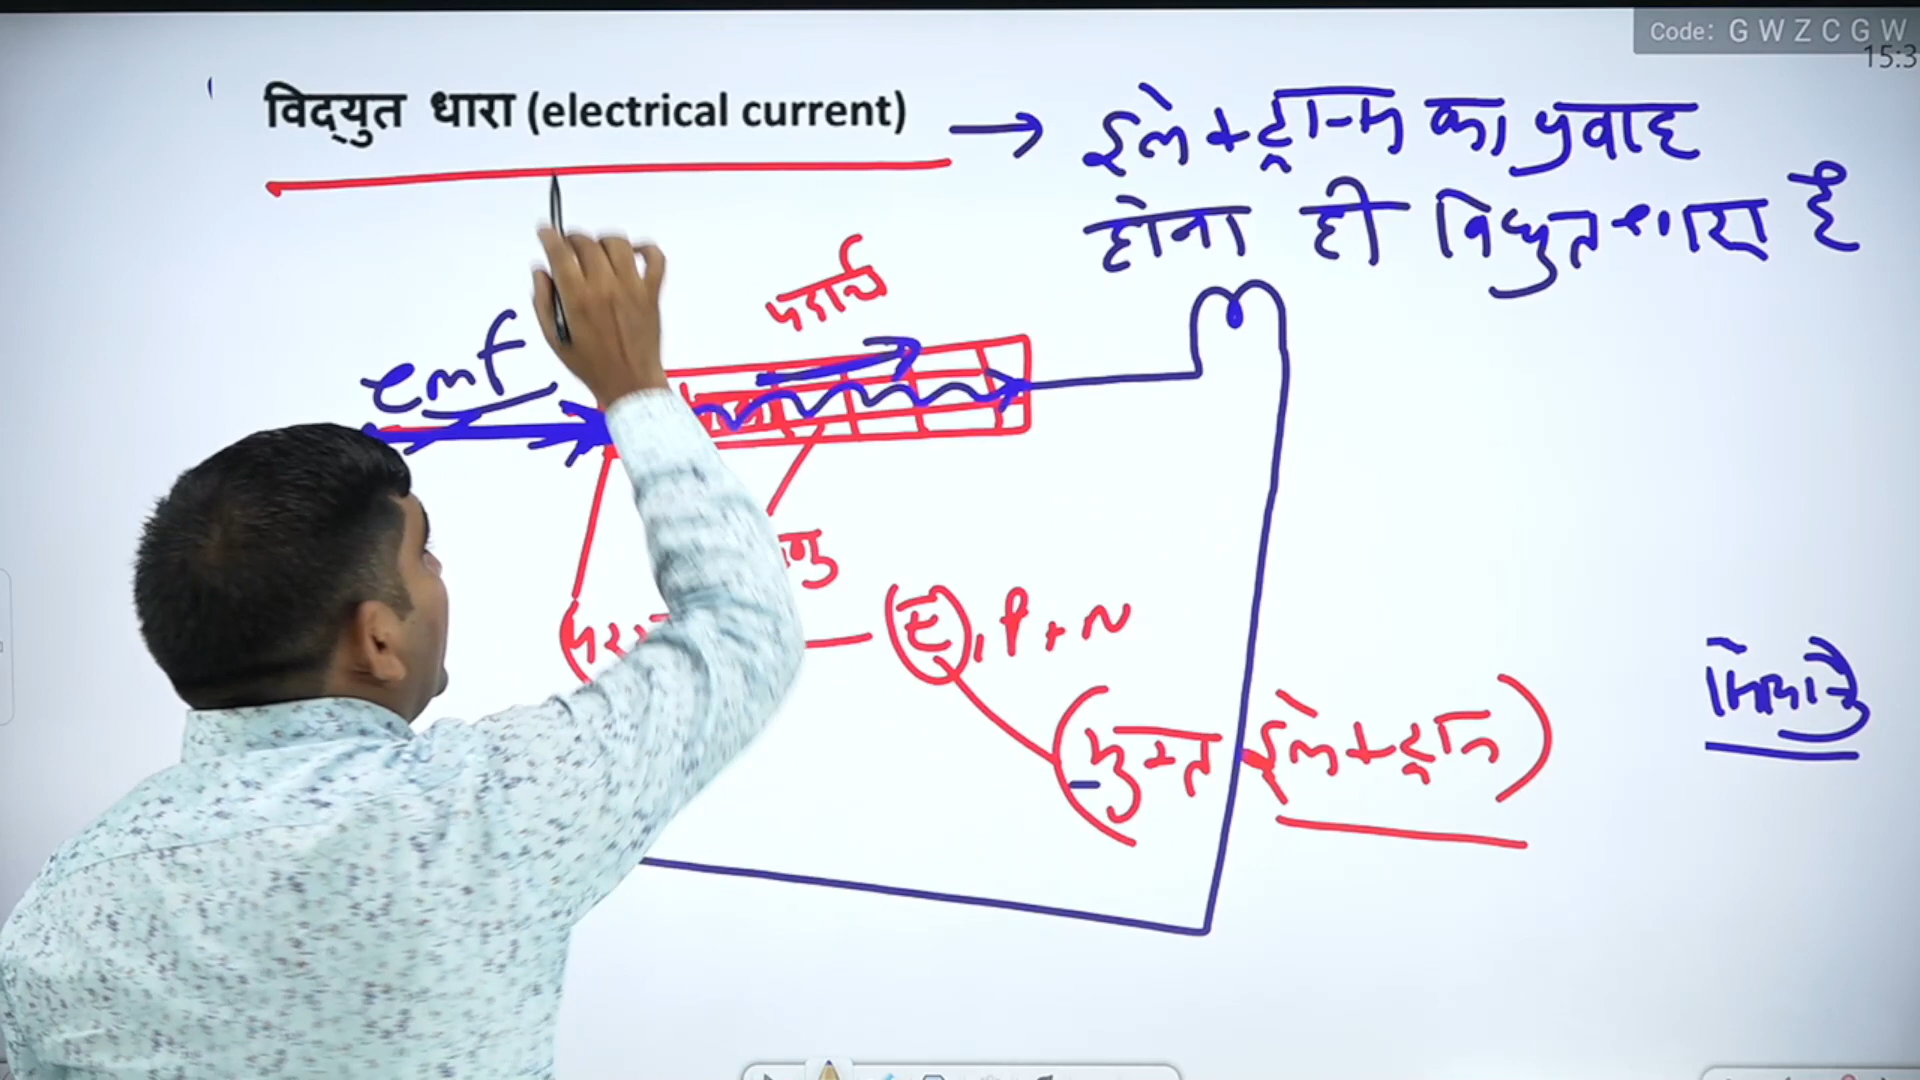 Code: G W Z C G W
15:3
विद्युत धारा (electrical current) → इलेक्ट्रॉन का प्रवाह
होना ही विधुत धारा है
पदार्थ
emf
E, P, N
(मुक्त इलेक्ट्रॉन)